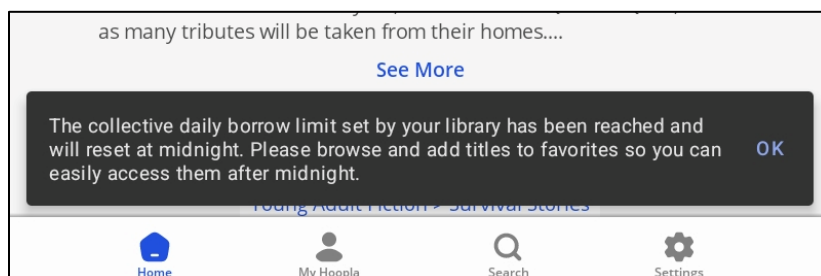 as many tributes will be taken from their homes....
See More
The collective daily borrow limit set by your library has been reached and
will reset at midnight. Please browse and add titles to favorites so you can
easily access them after midnight.
OK
Young Adult Fiction > Survival Stories
Home
My Hoopla
Search
Settings